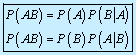 P(AB) = P(A)P(B|A)
P(AB) = P(B)P(A|B)